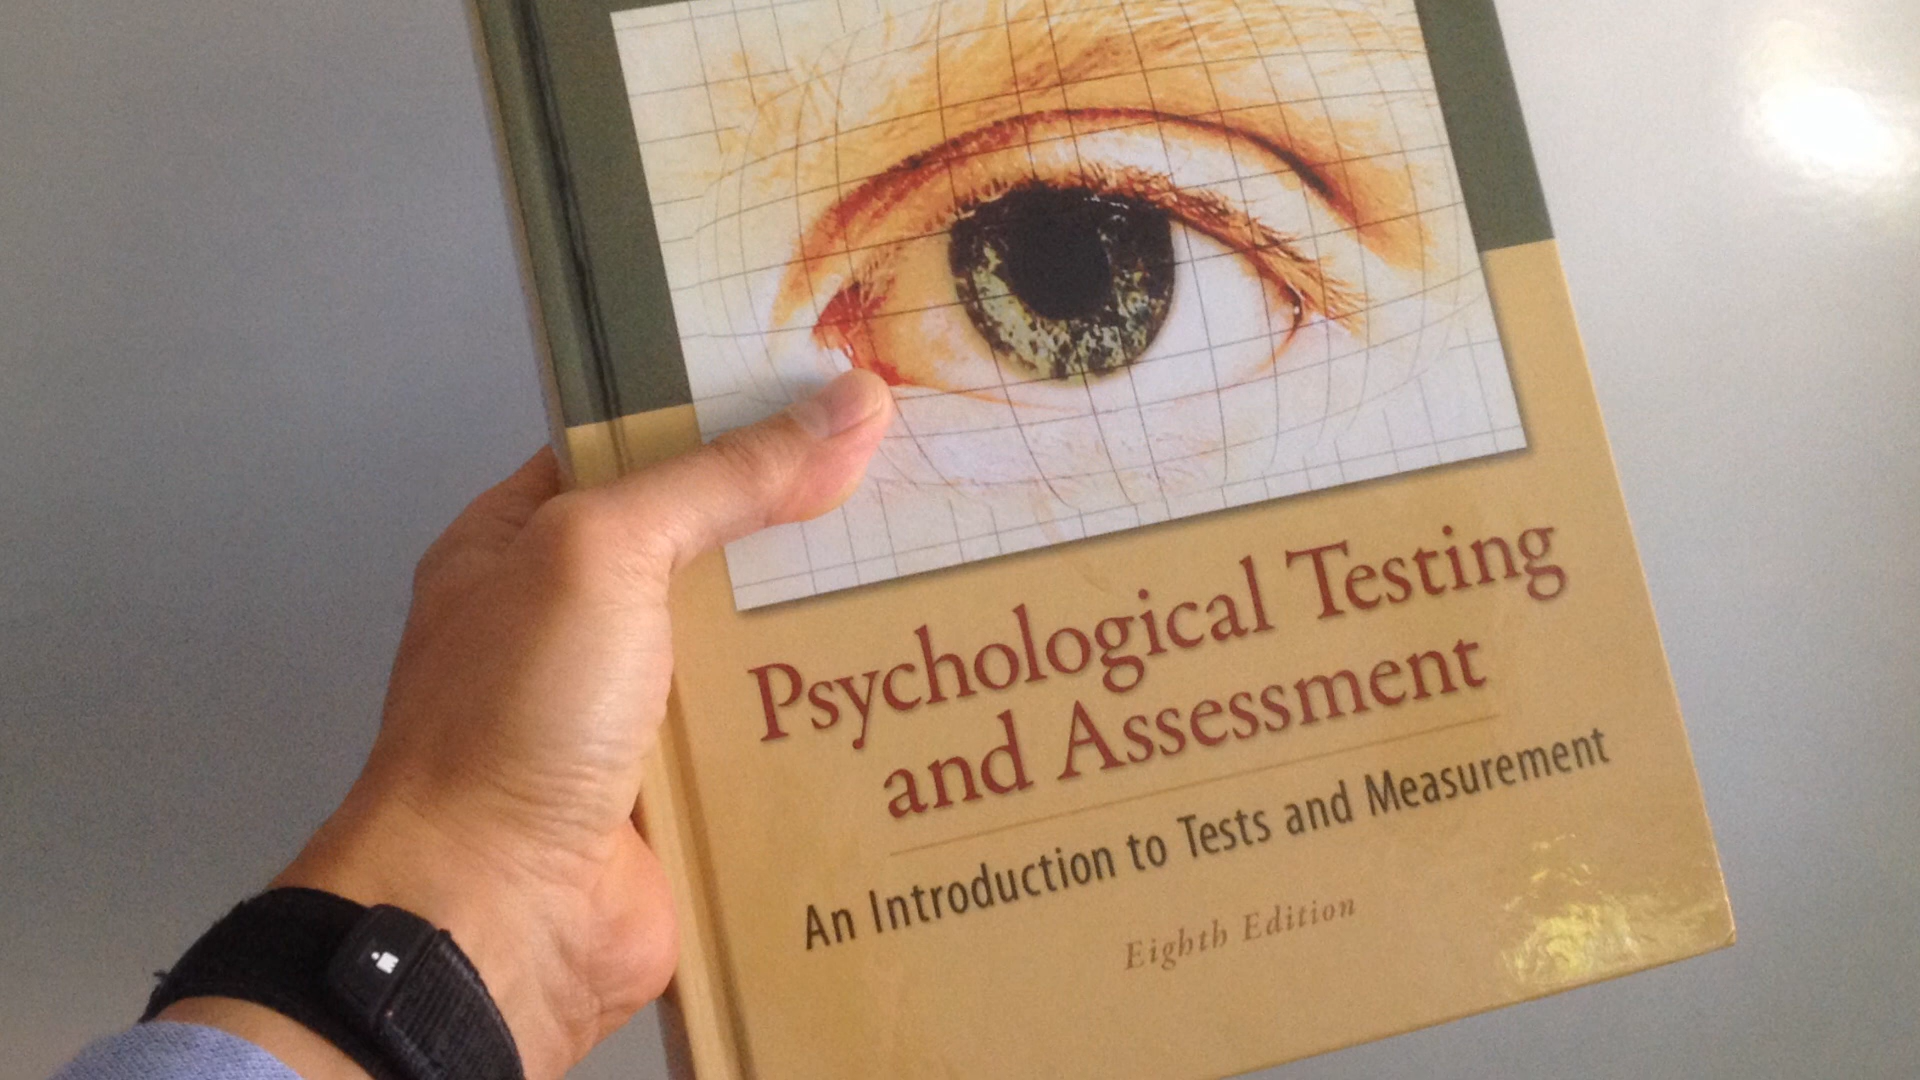 Psychological Testing
and Assessment
An Introduction to Tests and Measurement
Eighth Edition